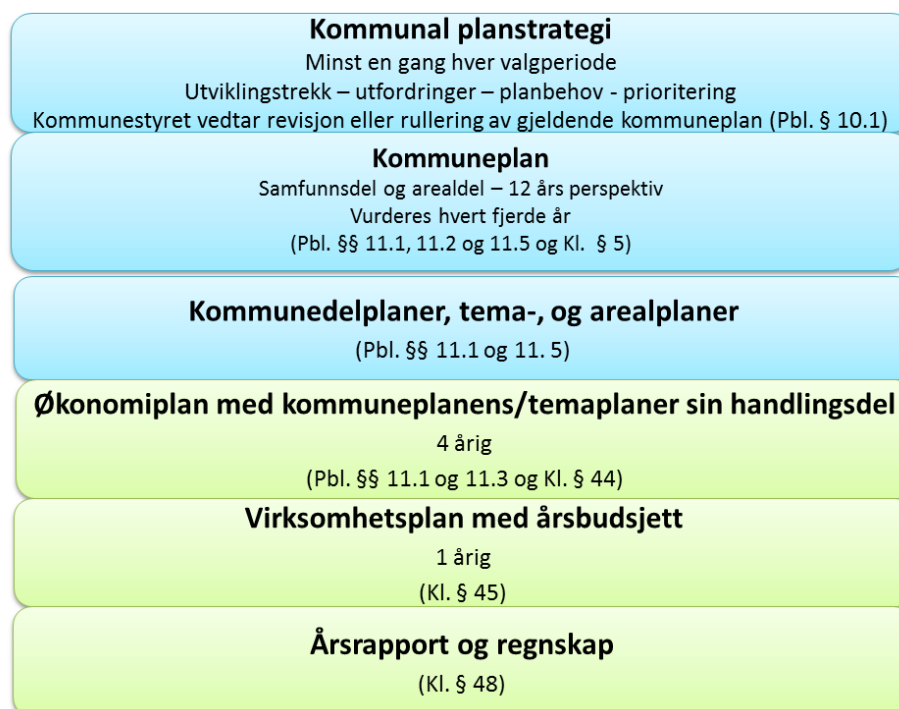 Kommunal planstrategi
Minst en gang hver valgperiode
Utviklingstrekk – utfordringer – planbehov - prioritering
Kommunestyret vedtar revisjon eller rullering av gjeldende kommuneplan (Pbl. § 10.1)
Kommuneplan
Samfunnsdel og arealdel – 12 års perspektiv
Vurderes hvert fjerde år
(Pbl. §§ 11.1, 11.2 og 11.5 og Kl. § 5)
Kommunedelplaner, tema-, og arealplaner
(Pbl. §§ 11.1 og 11. 5)
Økonomiplan med kommuneplanens/temaplaner sin handlingsdel
4 årig
(Pbl. §§ 11.1 og 11.3 og Kl. § 44)
Virksomhetsplan med årsbudsjett
1 årig
(Kl. § 45)
Årsrapport og regnskap
(Kl. § 48)